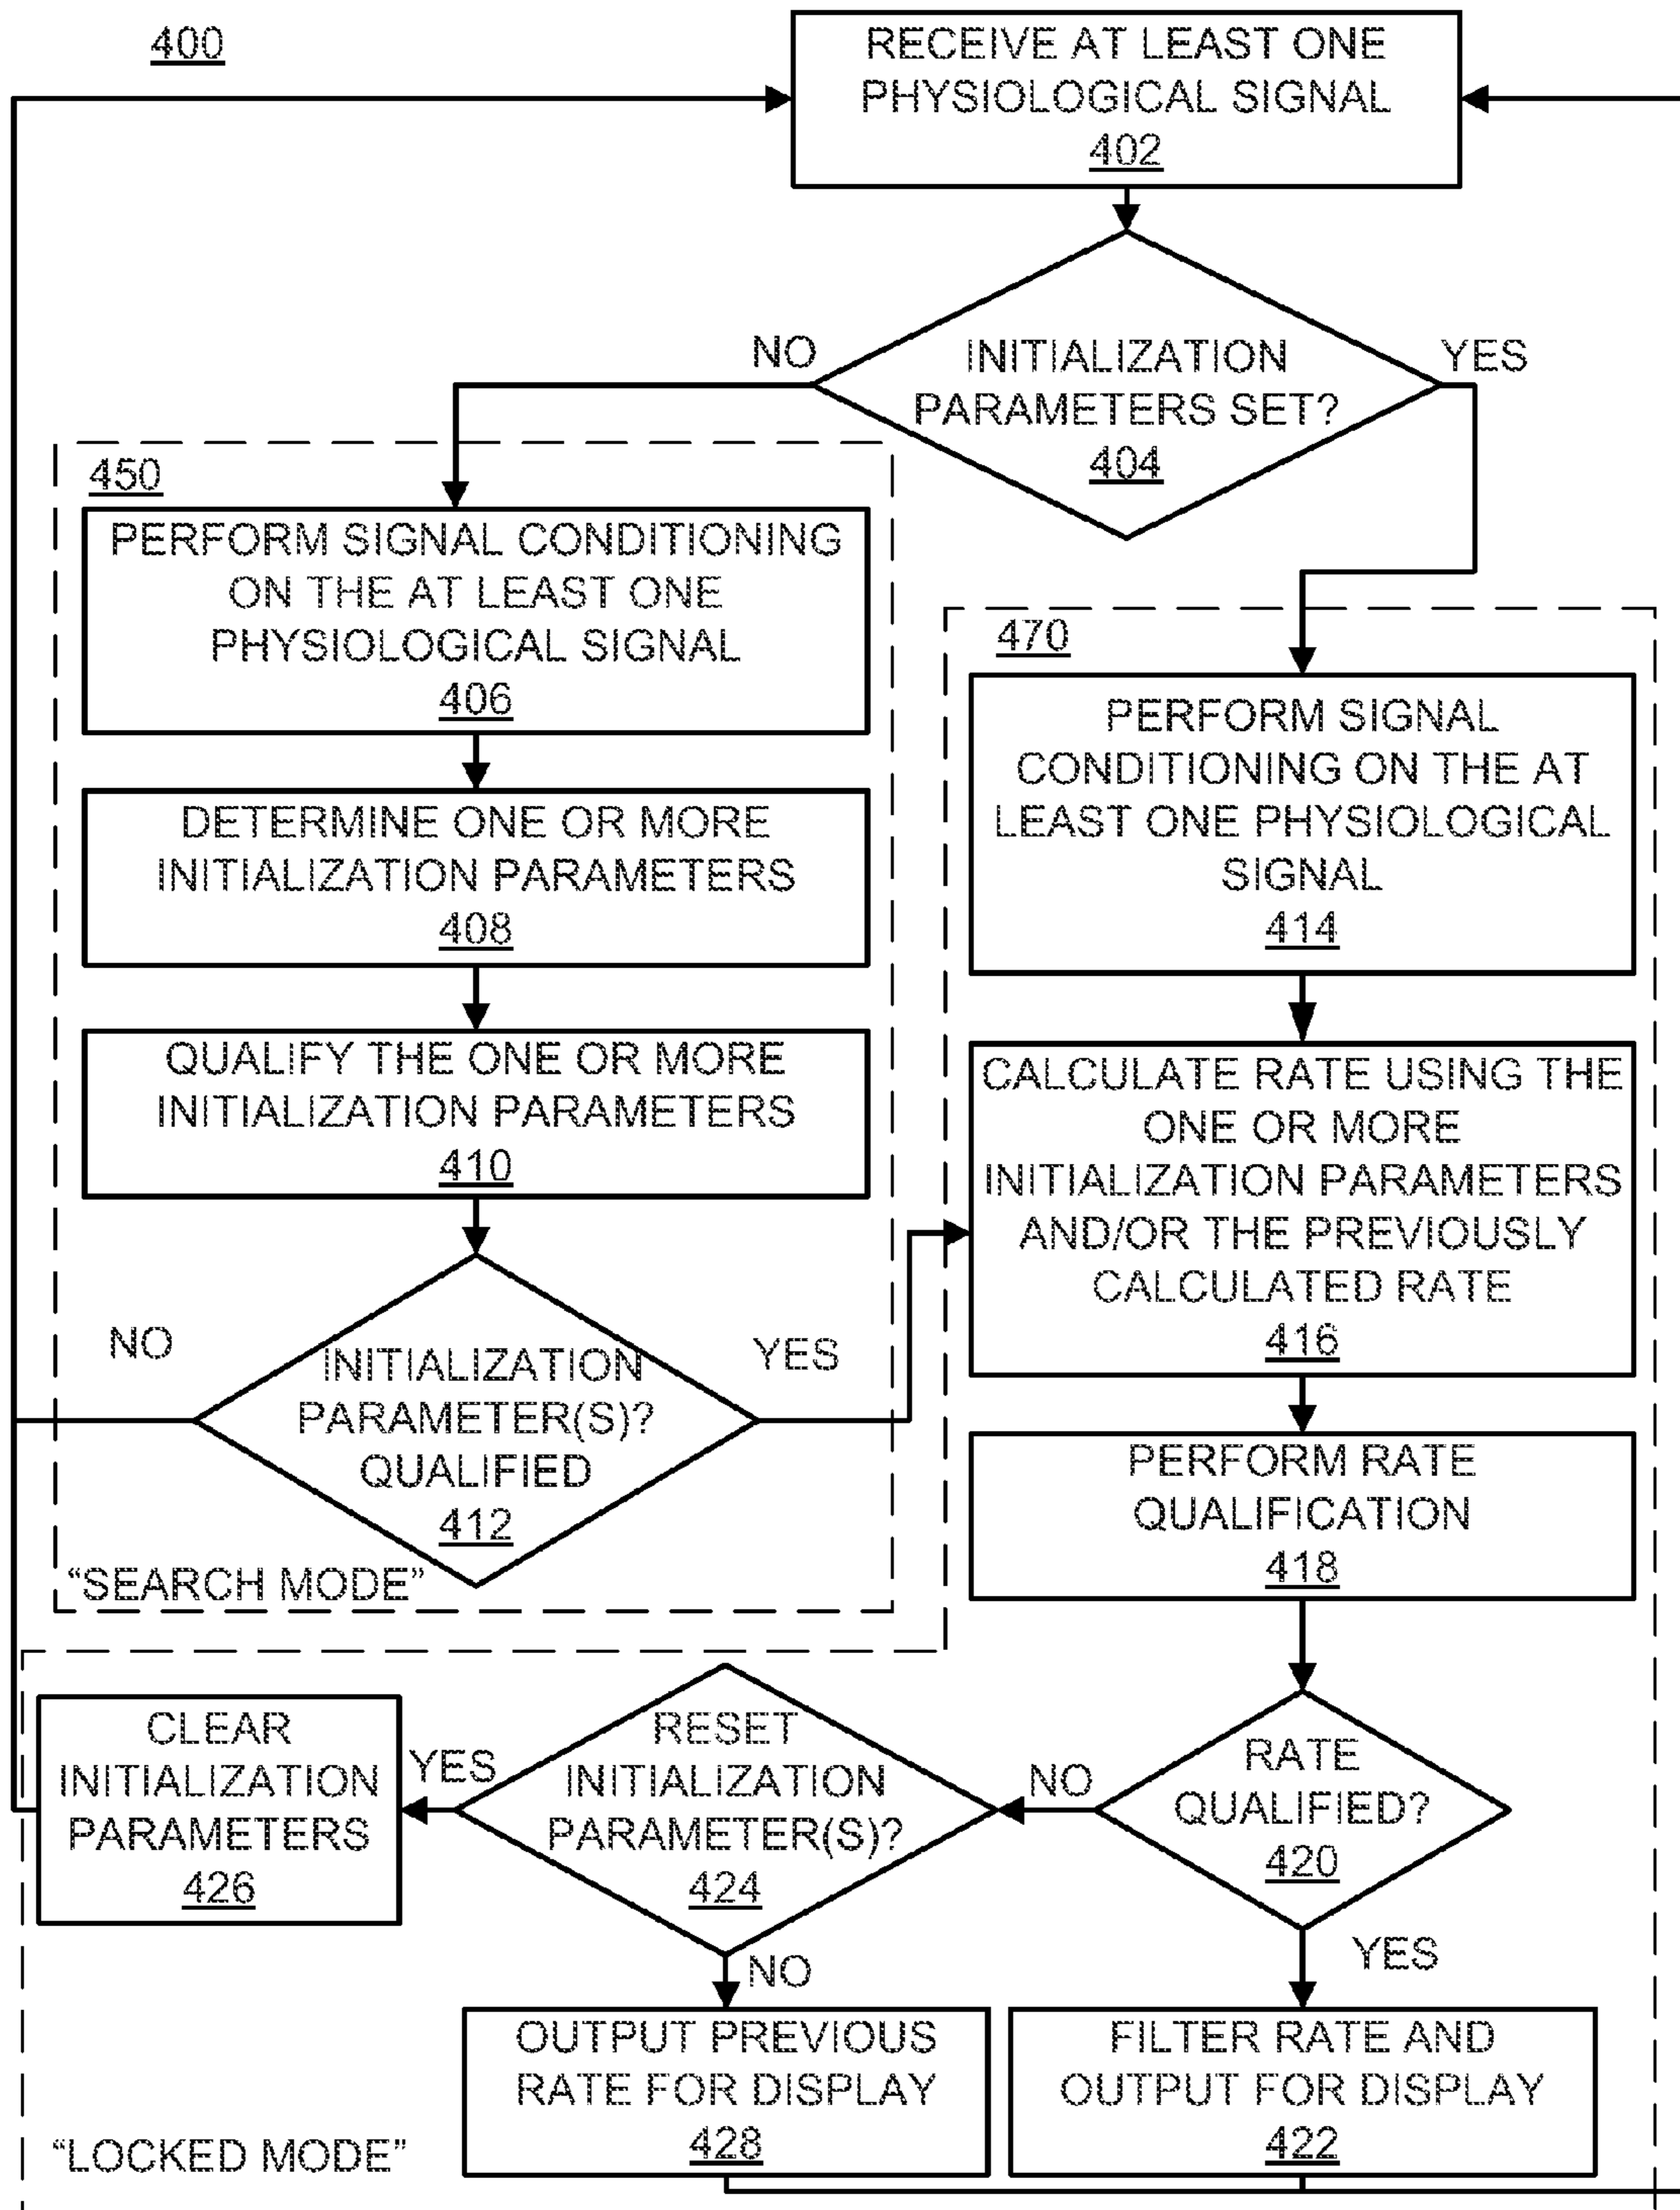 400
RECEIVE AT LEAST ONE
PHYSIOLOGICAL SIGNAL
402
INITIALIZATION
PARAMETERS SET?
404
NO
YES
450
PERFORM SIGNAL CONDITIONING
ON THE AT LEAST ONE
PHYSIOLOGICAL SIGNAL
406
DETERMINE ONE OR MORE
INITIALIZATION PARAMETERS
408
QUALIFY THE ONE OR MORE
INITIALIZATION PARAMETERS
410
NO
YES
INITIALIZATION
PARAMETER(S)?
QUALIFIED
412
“SEARCH MODE”
470
PERFORM SIGNAL
CONDITIONING ON THE AT
LEAST ONE PHYSIOLOGICAL
SIGNAL
414
CALCULATE RATE USING THE
ONE OR MORE
INITIALIZATION PARAMETERS
AND/OR THE PREVIOUSLY
CALCULATED RATE
416
PERFORM RATE
QUALIFICATION
418
RATE
QUALIFIED?
420
NO
YES
RESET
INITIALIZATION
PARAMETER(S)?
424
YES
NO
CLEAR
INITIALIZATION
PARAMETERS
426
OUTPUT PREVIOUS
RATE FOR DISPLAY
428
FILTER RATE AND
OUTPUT FOR DISPLAY
422
“LOCKED MODE”